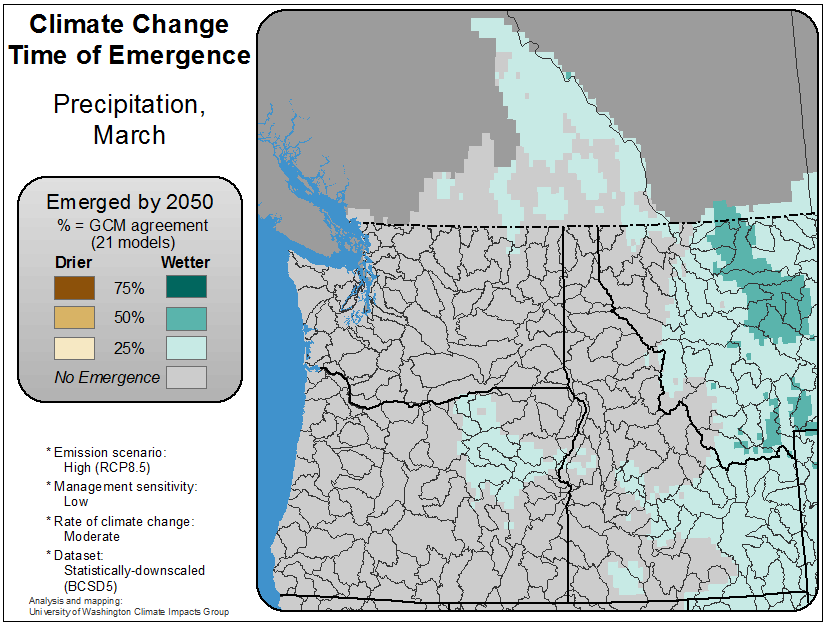 Climate Change
Time of Emergence
Precipitation,
March
Emerged by 2050
% = GCM agreement
(21 models)
Drier Wetter
75%
50%
25%
No Emergence
* Emission scenario:
High (RCP8.5)
* Management sensitivity:
Low
* Rate of climate change:
Moderate
* Dataset:
Statistically-downscaled
(BCSD5)
Analysis and mapping:
University of Washington Climate Impacts Group